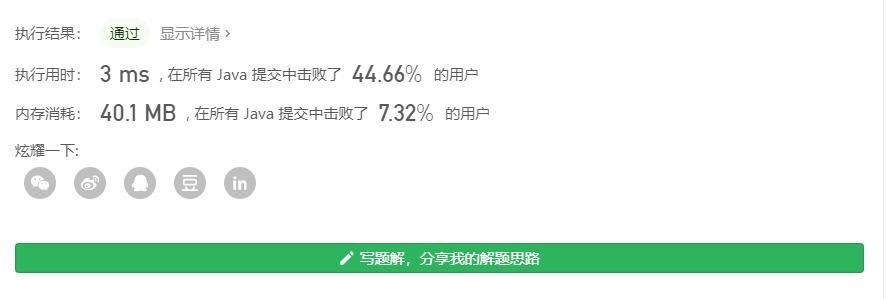 执行结果： 通过 显示详情 ›
执行用时： 3 ms , 在所有 Java 提交中击败了 44.66% 的用户
内存消耗： 40.1 MB , 在所有 Java 提交中击败了 7.32% 的用户
炫耀一下:
豆 in
写题解，分享我的解题思路